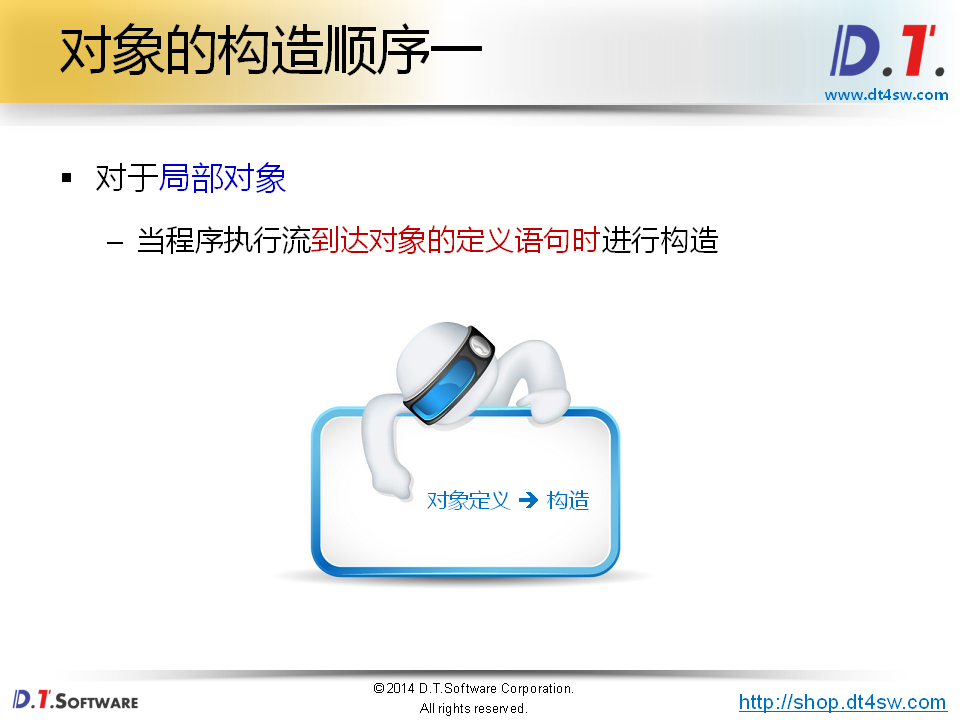 对象的构造顺序一
D.T.
www.dt4sw.com
▪ 对于局部对象
– 当程序执行流到达对象的定义语句时进行构造
对象定义 ➔ 构造
D.T.SOFTWARE
©2014 D.T.Software Corporation.
All rights reserved.
http://shop.dt4sw.com